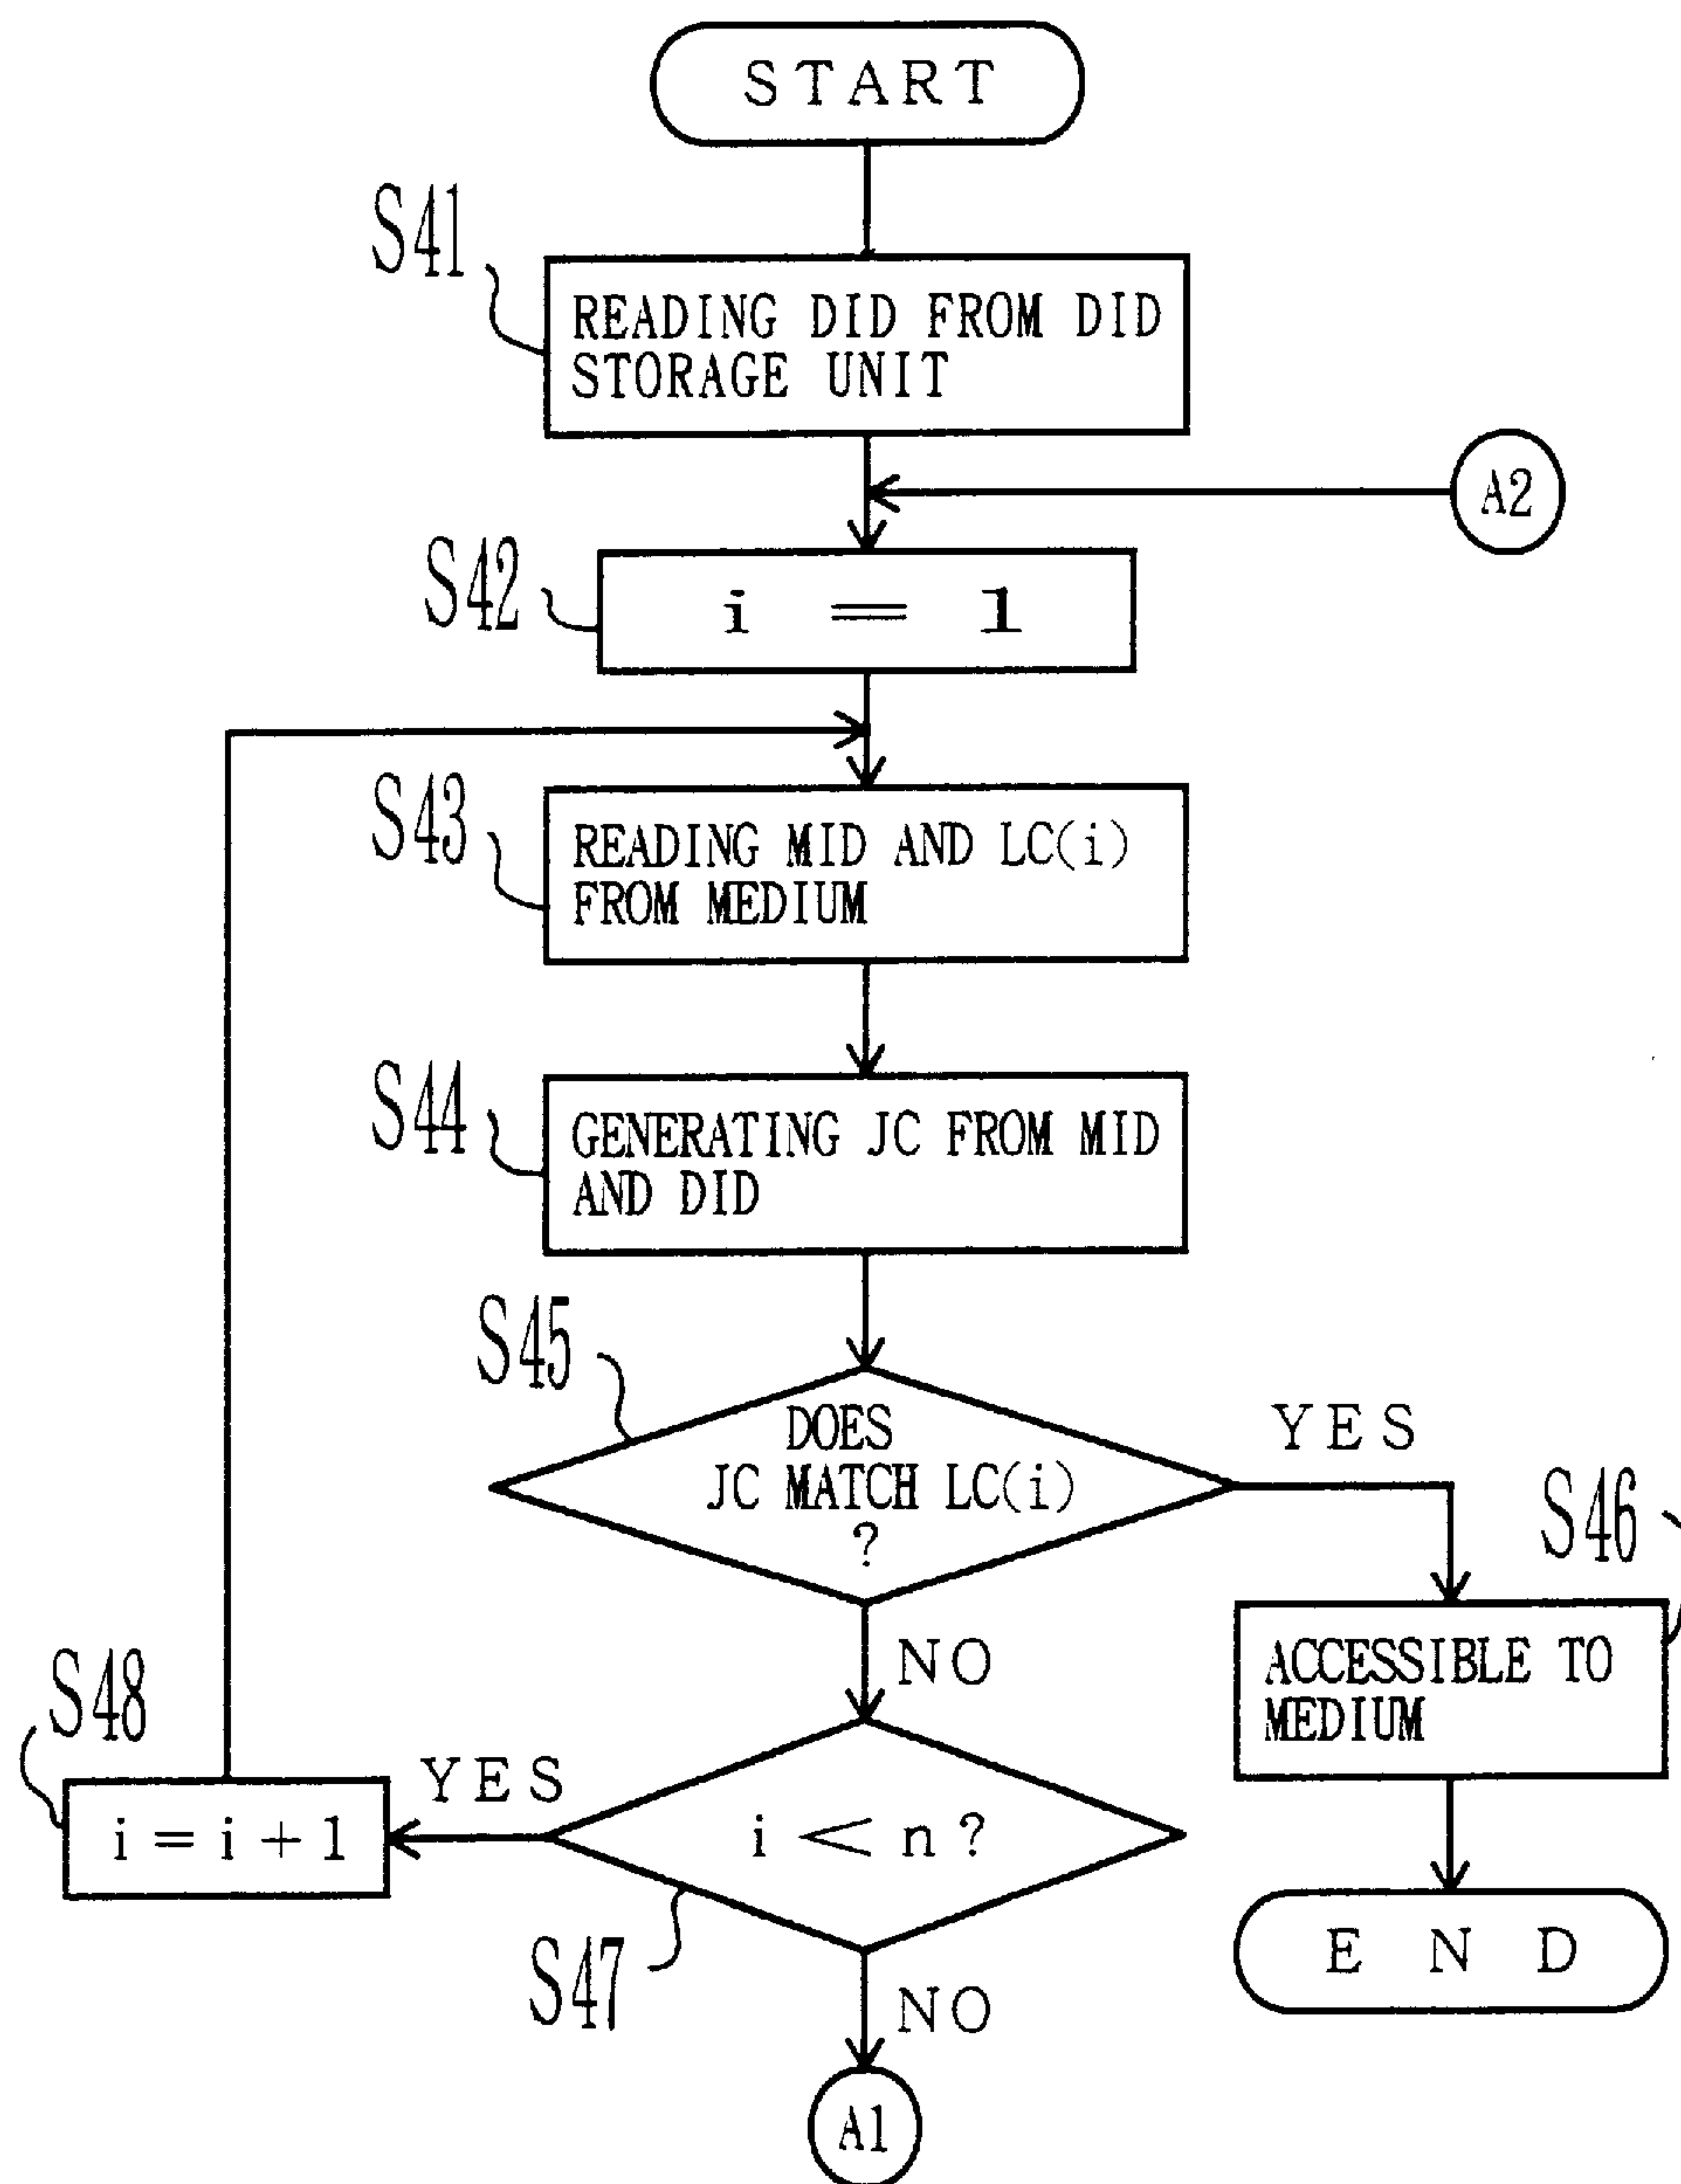 START
S41
READING DID FROM DID
STORAGE UNIT
A2
S42
i = 1
S43
READING MID AND LC(i)
FROM MEDIUM
S44
GENERATING JC FROM MID
AND DID
S45
DOES
JC MATCH LC(i)
?
YES
S46
ACCESSIBLE TO
MEDIUM
NO
S48
YES
i = i + 1
i < n ?
S47
END
NO
A1